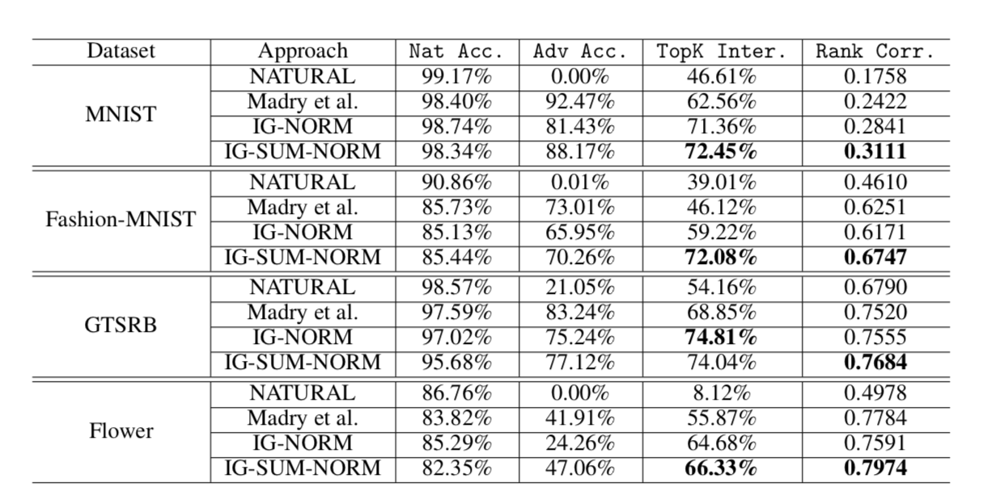 Dataset Approach Nat Acc. Adv Acc. TopK Inter. Rank Corr.
NATURAL 99.17% 0.00% 46.61% 0.1758
Madry et al. 98.40% 92.47% 62.56% 0.2422
MNIST
IG-NORM 98.74% 81.43% 71.36% 0.2841
IG-SUM-NORM 98.34% 88.17% 72.45% 0.3111
NATURAL 90.86% 0.01% 39.01% 0.4610
Madry et al. 85.73% 73.01% 46.12% 0.6251
Fashion-MNIST
IG-NORM 85.13% 65.95% 59.22% 0.6171
IG-SUM-NORM 85.44% 70.26% 72.08% 0.6747
NATURAL 98.57% 21.05% 54.16% 0.6790
Madry et al. 97.59% 83.24% 68.85% 0.7520
GTSRB
IG-NORM 97.02% 75.24% 74.81% 0.7555
IG-SUM-NORM 95.68% 77.12% 74.04% 0.7684
NATURAL 86.76% 0.00% 8.12% 0.4978
Madry et al. 83.82% 41.91% 55.87% 0.7784
Flower
IG-NORM 85.29% 24.26% 64.68% 0.7591
IG-SUM-NORM 82.35% 47.06% 66.33% 0.7974